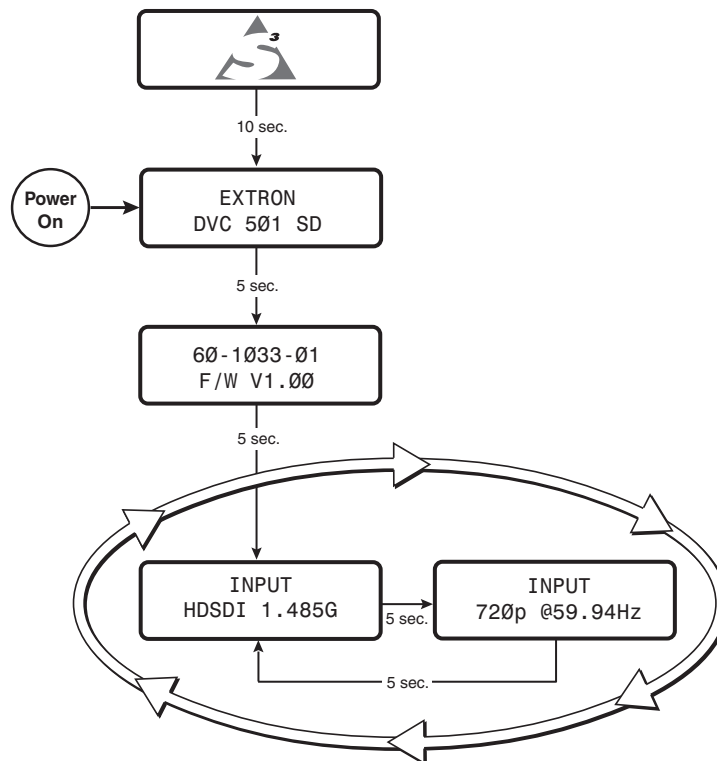 S3
10 sec.
Power
On
EXTRON
DVC 5Ø1 SD
5 sec.
6Ø-1Ø33-Ø1
F/W V1.ØØ
5 sec.
INPUT
HDSDI 1.485G
5 sec.
INPUT
72Øp @59.94Hz
5 sec.